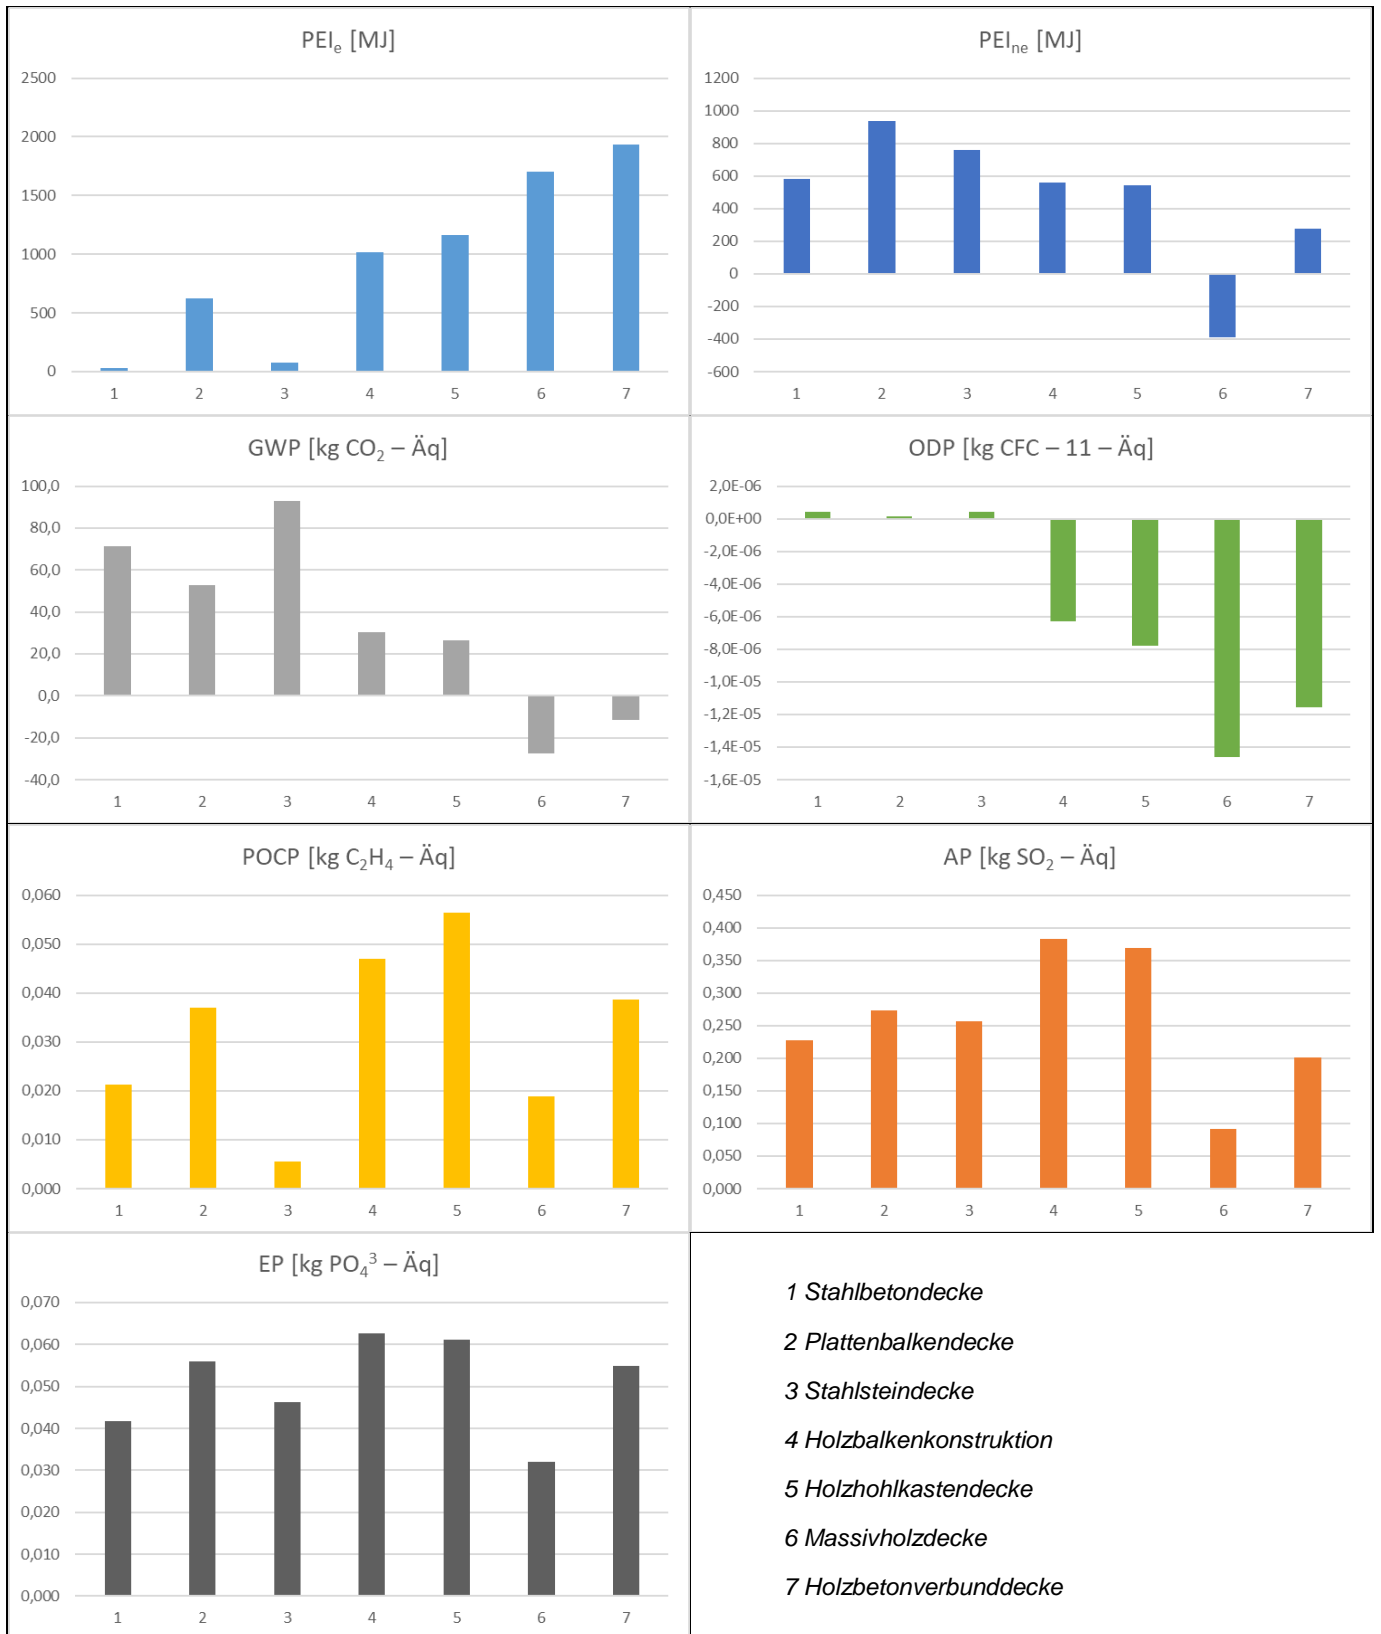 PEIe [MJ]
2500
2000
1500
1000
500
0
1 2 3 4 5 6 7
PEIne [MJ]
1200
1000
800
600
400
200
0
-200
-400
-600
1 2 3 4 5 6 7
GWP [kg CO2 – Äq]
100,0
80,0
60,0
40,0
20,0
0,0
-20,0
-40,0
1 2 3 4 5 6 7
ODP [kg CFC – 11 – Äq]
2,0E-06
0,0E+00
-2,0E-06
-4,0E-06
-6,0E-06
-8,0E-06
-1,0E-05
-1,2E-05
-1,4E-05
-1,6E-05
1 2 3 4 5 6 7
POCP [kg C2H4 – Äq]
0,060
0,050
0,040
0,030
0,020
0,010
0,000
1 2 3 4 5 6 7
AP [kg SO2 – Äq]
0,450
0,400
0,350
0,300
0,250
0,200
0,150
0,100
0,050
0,000
1 2 3 4 5 6 7
EP [kg PO4³ – Äq]
0,070
0,060
0,050
0,040
0,030
0,020
0,010
0,000
1 2 3 4 5 6 7
1 Stahlbetondecke
2 Plattenbalkendecke
3 Stahlsteindecke
4 Holzbalkenkonstruktion
5 Holzhohlkastendecke
6 Massivholzdecke
7 Holzbetonverbunddecke